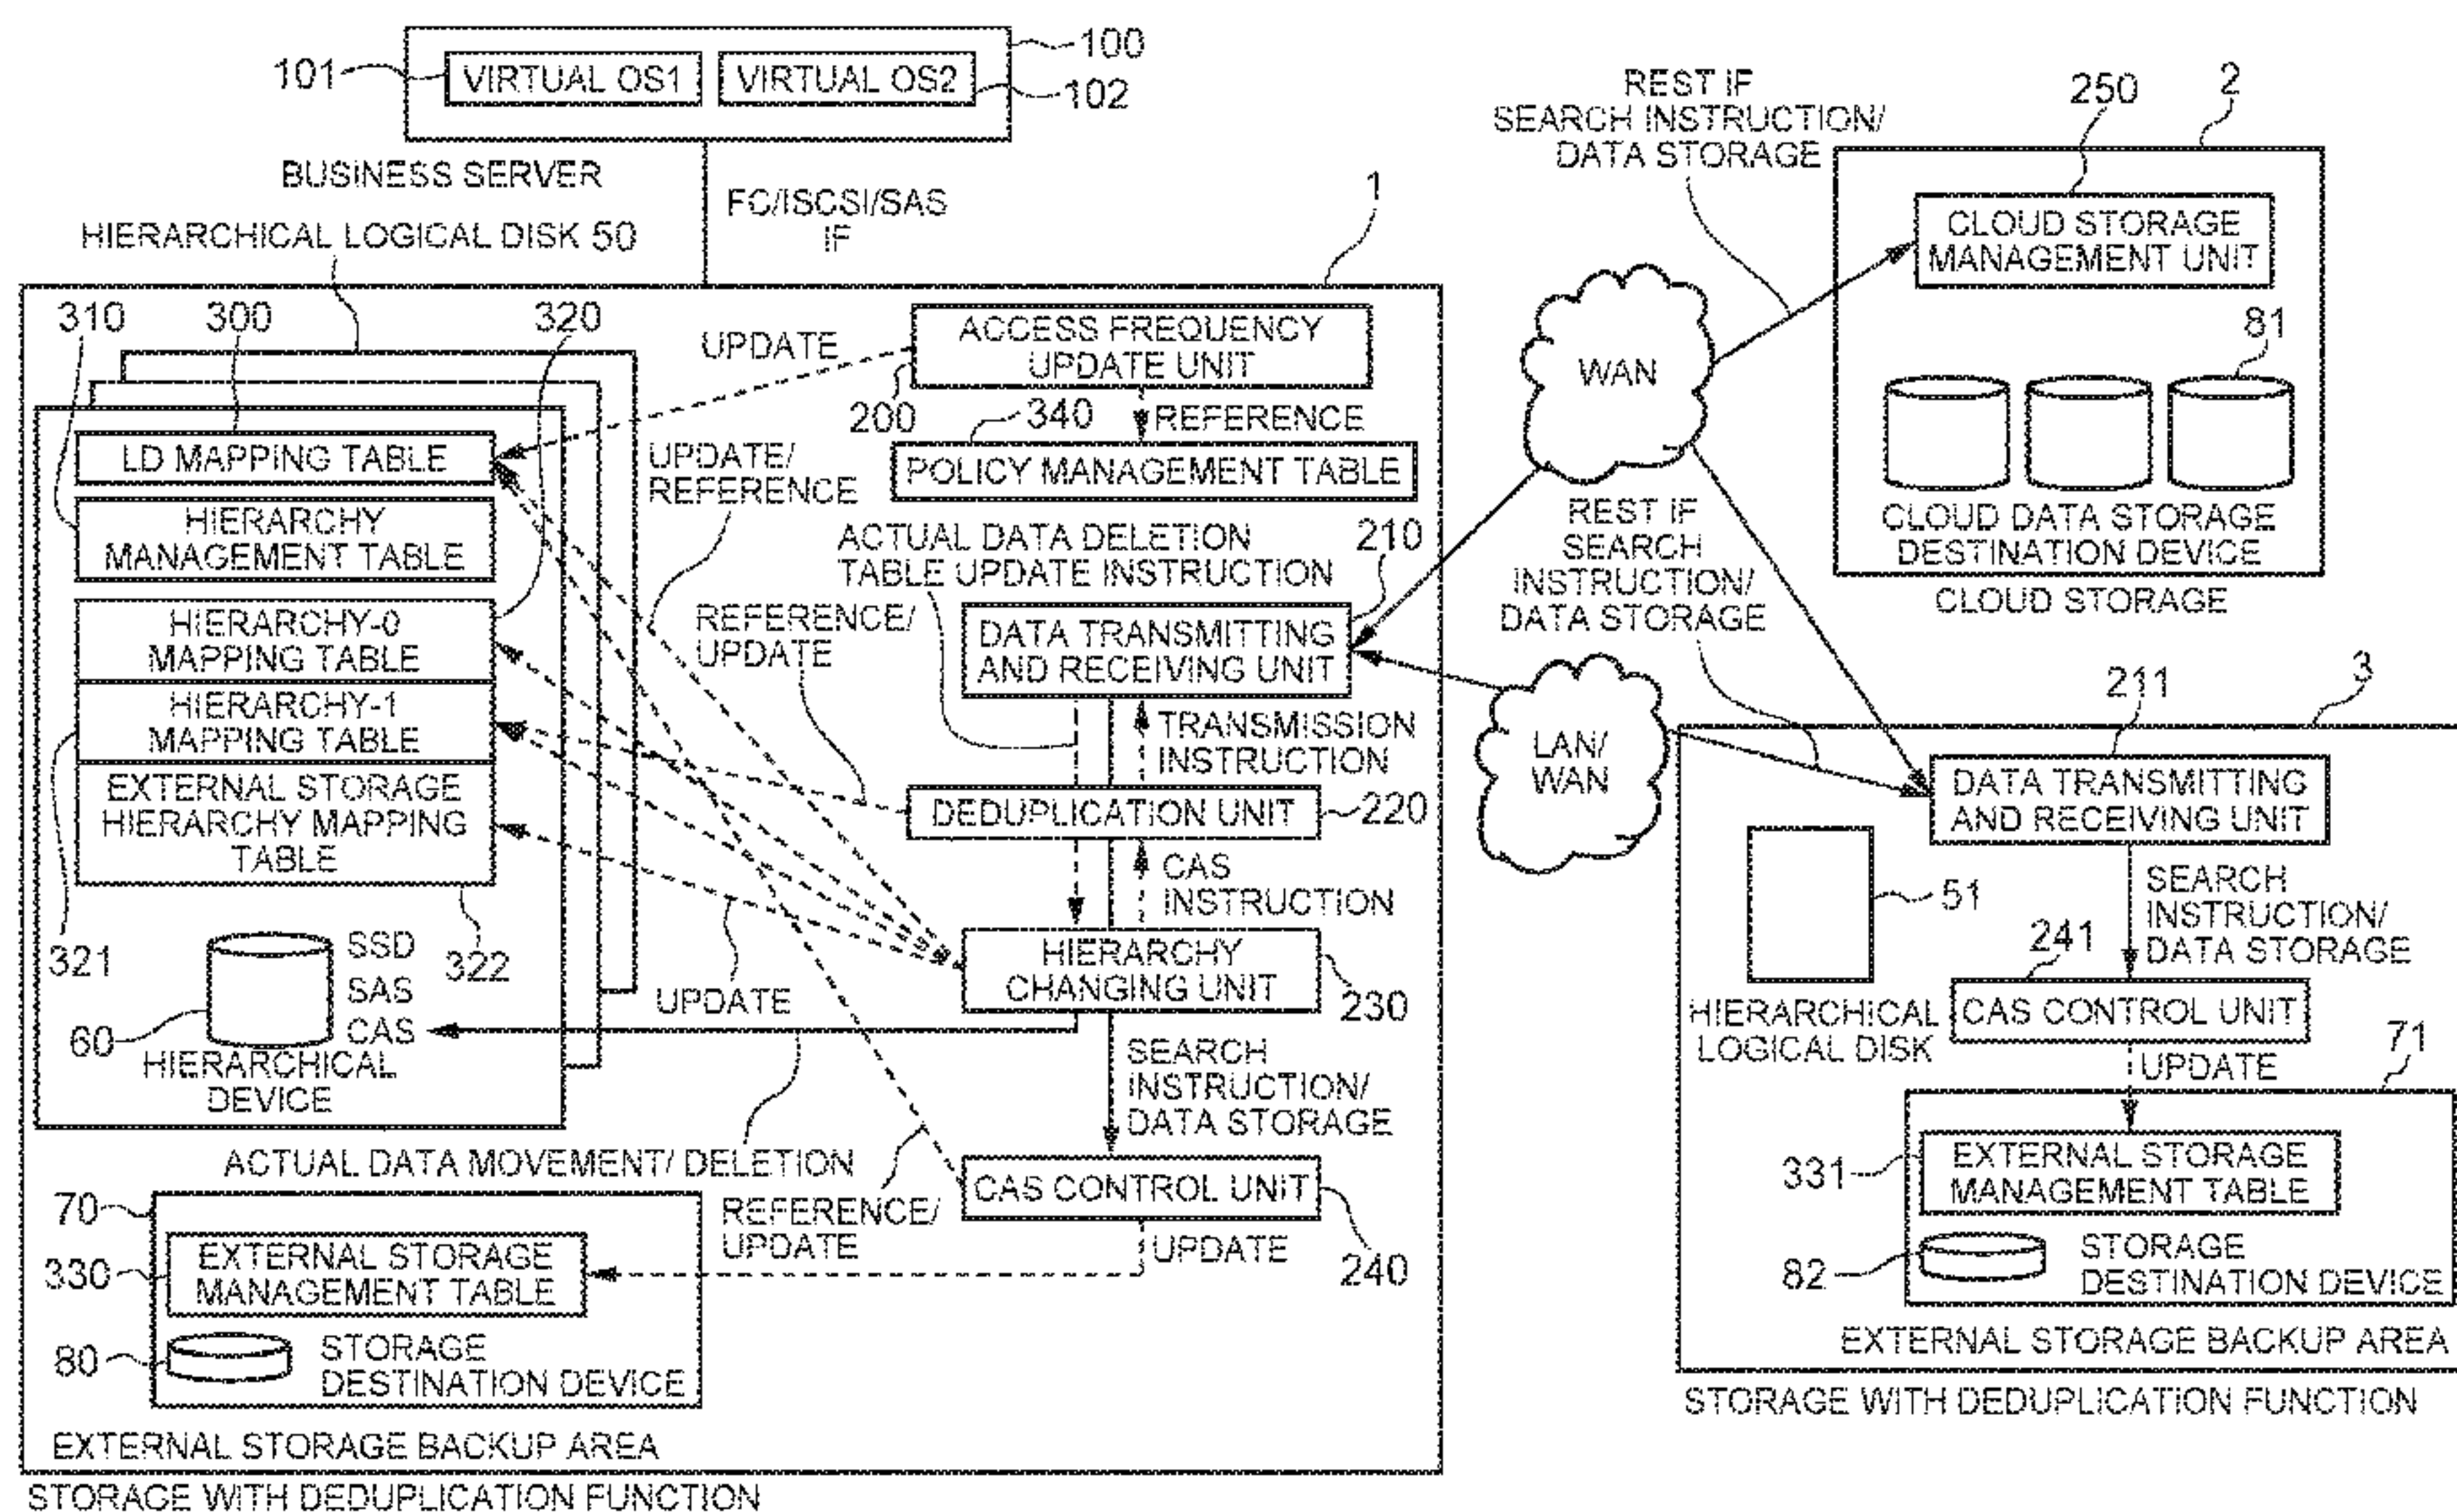 100
101
VIRTUAL OS1
VIRTUAL OS2
102
BUSINESS SERVER
FC/ISCSI/SAS
IF
HIERARCHICAL LOGICAL DISK 50
1
310
300
320
UPDATE
ACCESS FREQUENCY
UPDATE UNIT
200
340
REFERENCE
LD MAPPING TABLE
UPDATE/
REFERENCE
POLICY MANAGEMENT TABLE
HIERARCHY
MANAGEMENT TABLE
ACTUAL DATA DELETION
TABLE UPDATE INSTRUCTION
210
HIERARCHY-0
MAPPING TABLE
REFERENCE/
UPDATE
DATA TRANSMITTING
AND RECEIVING UNIT
HIERARCHY-1
MAPPING TABLE
TRANSMISSION
INSTRUCTION
EXTERNAL STORAGE
HIERARCHY MAPPING
TABLE
DEDUPLICATION UNIT
220
CAS
INSTRUCTION
321
322
SSD
SAS
CAS
60
HIERARCHICAL
DEVICE
UPDATE
HIERARCHY
CHANGING UNIT
230
SEARCH
INSTRUCTION/
DATA STORAGE
ACTUAL DATA MOVEMENT/ DELETION
CAS CONTROL UNIT
240
70
REFERENCE/
UPDATE
UPDATE
330
EXTERNAL STORAGE
MANAGEMENT TABLE
80
STORAGE
DESTINATION DEVICE
EXTERNAL STORAGE BACKUP AREA
STORAGE WITH DEDUPLICATION FUNCTION
REST IF
SEARCH INSTRUCTION/
DATA STORAGE
250
2
CLOUD STORAGE
MANAGEMENT UNIT
WAN
81
CLOUD DATA STORAGE
DESTINATION DEVICE
CLOUD STORAGE
REST IF
SEARCH
INSTRUCTION/
DATA STORAGE
LAN/
WAN
211
3
DATA TRANSMITTING
AND RECEIVING UNIT
51
SEARCH
INSTRUCTION/
DATA STORAGE
241
HIERARCHICAL
LOGICAL DISK
CAS CONTROL UNIT
71
UPDATE
331
EXTERNAL STORAGE
MANAGEMENT TABLE
82
STORAGE
DESTINATION DEVICE
EXTERNAL STORAGE BACKUP AREA
STORAGE WITH DEDUPLICATION FUNCTION